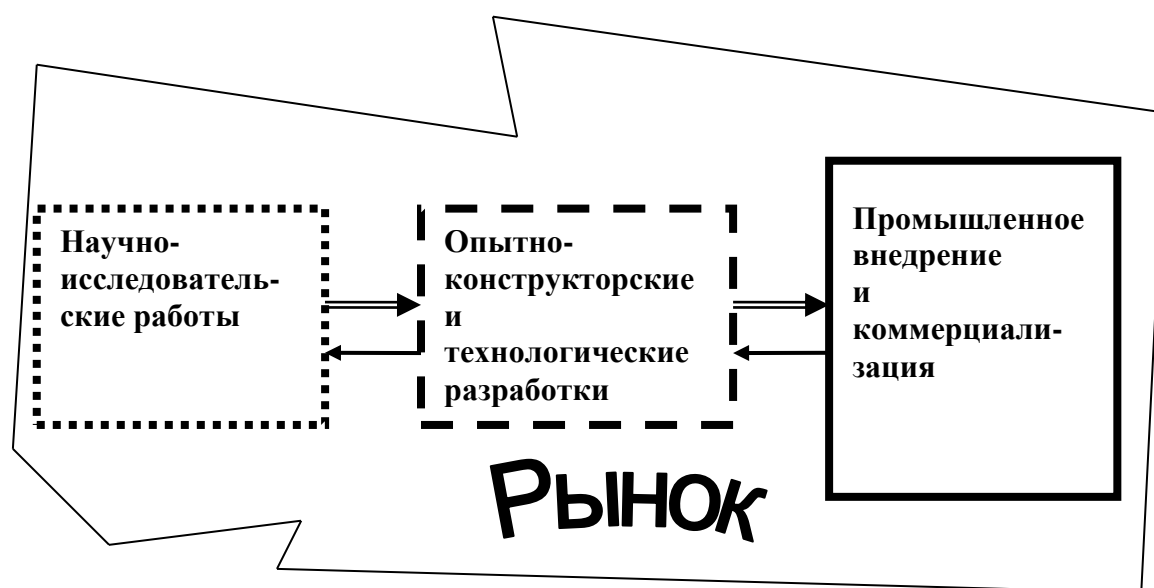 Научно-
исследователь-
ские работы
Опытно-
конструкторские
и
технологические
разработки
Промышленное
внедрение
и
коммерциали-
зация
Рынок